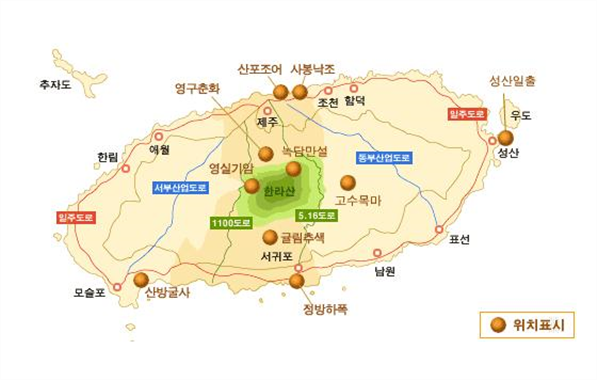 산포조어
사봉낙조
추자도
영구춘화
성산일출
조천
함덕
우도
제주
일주도로
애월
녹담만설
성산
한림
영실기암
동부산업도로
서부산업도로
한라산
고수목마
일주도로
1100도로
5.16도로
귤림추색
표선
서귀포
남원
모슬포
산방굴사
정방하폭
위치표시